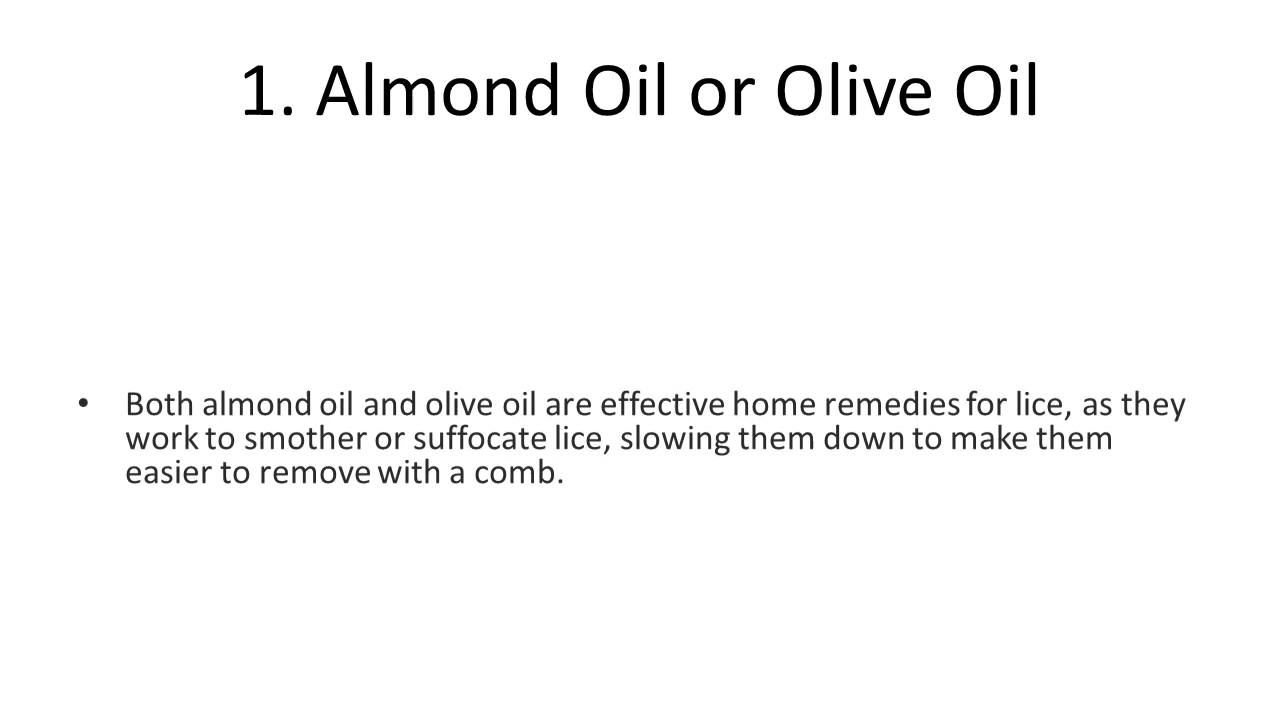 1. Almond Oil or Olive Oil
• Both almond oil and olive oil are effective home remedies for lice, as they
work to smother or suffocate lice, slowing them down to make them
easier to remove with a comb.